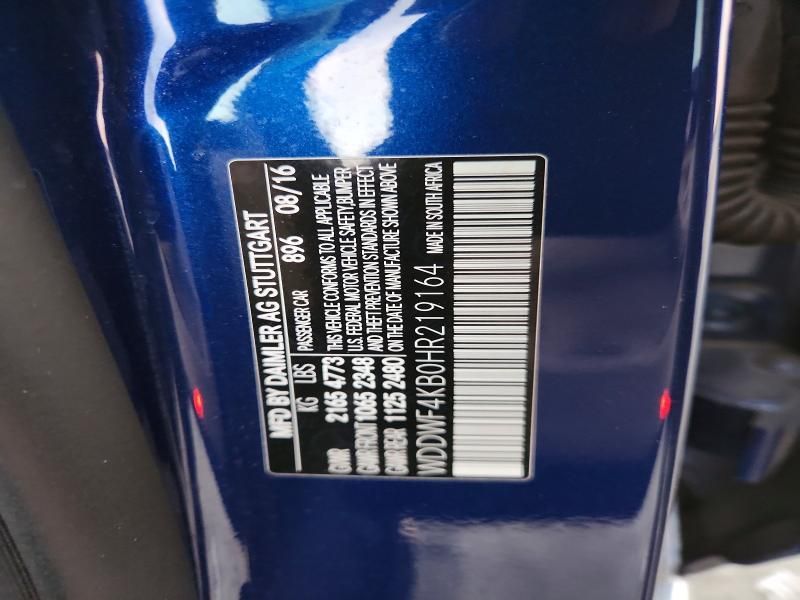 MFD BY DAIMLER AG STUTTGART
KG LBS PASSENGER CAR 896 08/16
GWR 2165 4773 THIS VEHICLE CONFORMS TO ALL APPLICABLE
GAWR FRONT 1065 2348 U.S. FEDERAL MOTOR VEHICLE SAFETY, BUMPER
GAWR REAR 1125 2480 AND THEFT PREVENTION STANDARDS IN EFFECT
ON THE DATE OF MANUFACTURE SHOWN ABOVE
WDDWF4KB0HR219164 MADE IN SOUTH AFRICA